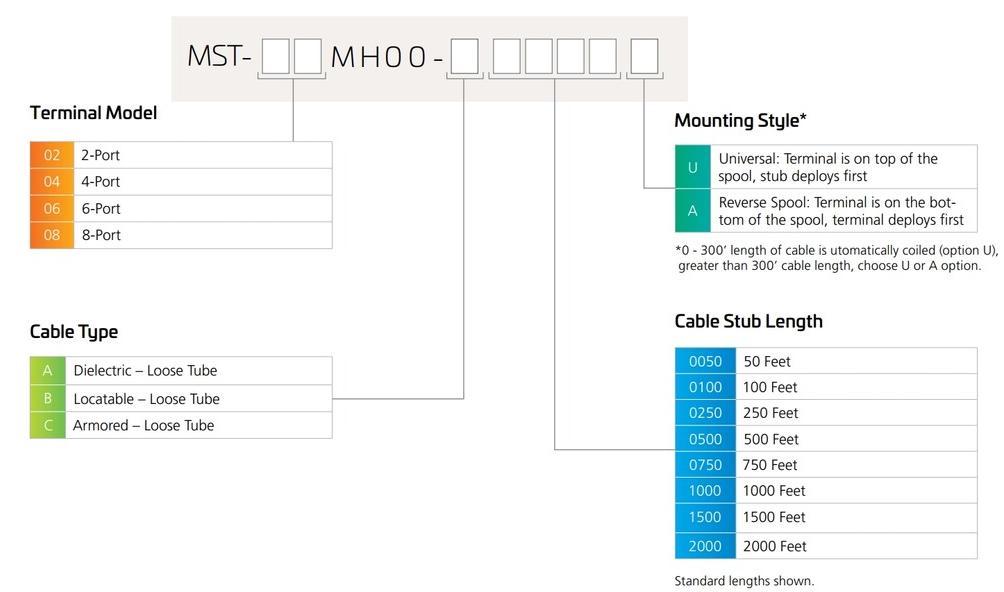 MST- MH00 -
Terminal Model
02 2-Port
04 4-Port
06 6-Port
08 8-Port
Cable Type
A Dielectric – Loose Tube
B Locatable – Loose Tube
C Armored – Loose Tube
Mounting Style*
U Universal: Terminal is on top of the
spool, stub deploys first
A Reverse Spool: Terminal is on the bot-
tom of the spool, terminal deploys first
*0 - 300’ length of cable is utomatically coiled (option U),
greater than 300’ cable length, choose U or A option.
Cable Stub Length
0050 50 Feet
0100 100 Feet
0250 250 Feet
0500 500 Feet
0750 750 Feet
1000 1000 Feet
1500 1500 Feet
2000 2000 Feet
Standard lengths shown.